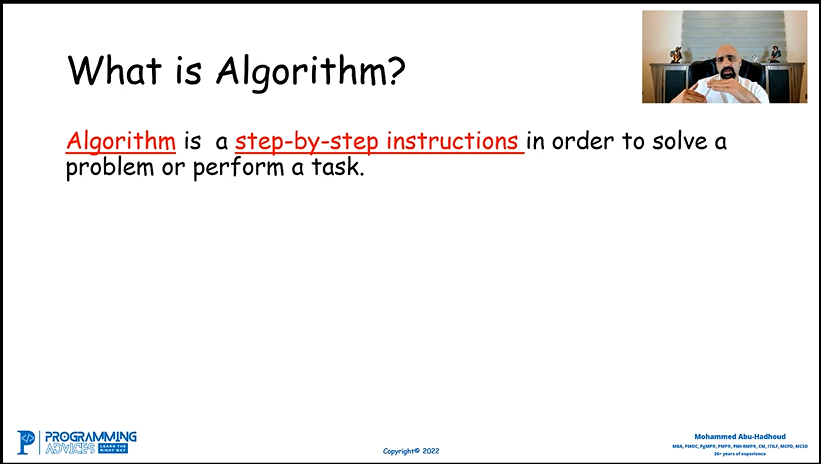 What is Algorithm?
Algorithm is a step-by-step instructions in order to solve a
problem or perform a task.
PROGRAMMING
ADVICES LEARN THE
RIGHT WAY
Copyright© 2022
Mohammed Abu-Hadhoud
MBA, PMOC, PgMP®, PMP®, PMI-RMP®, CM, ITILF, MCPD, MCSD
26+ years of experience